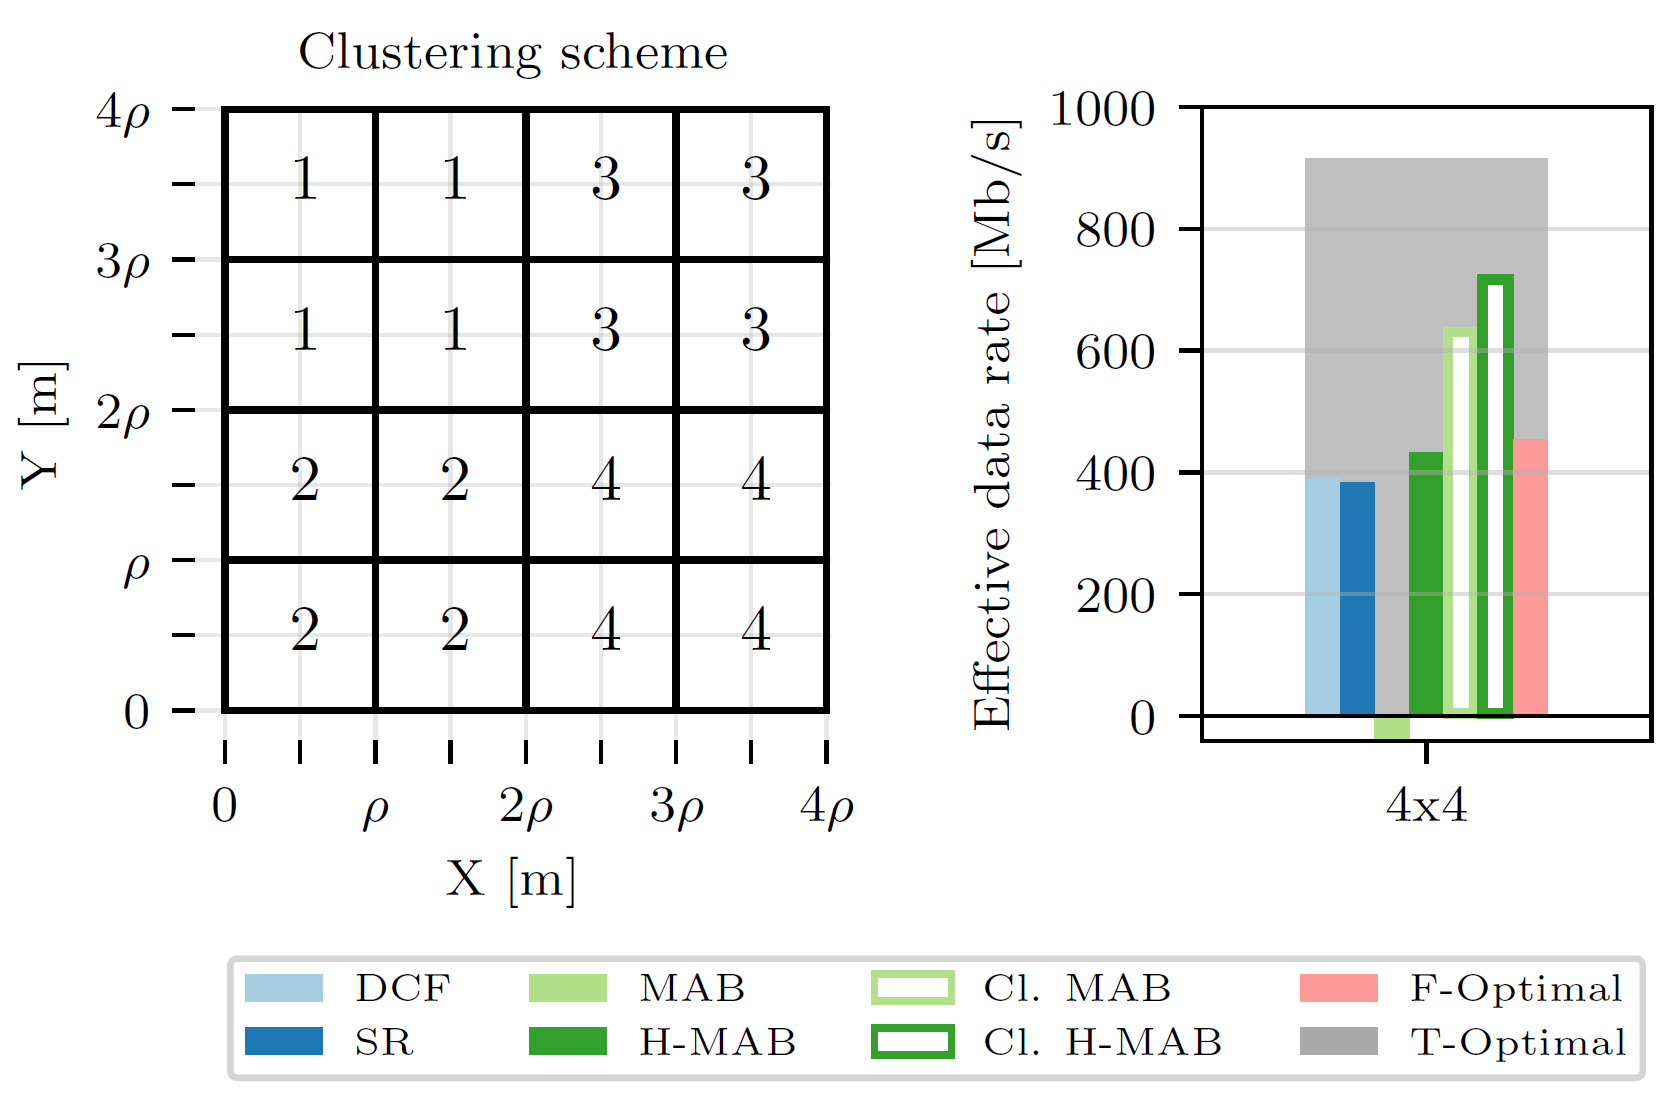 Clustering scheme
4ρ
3ρ
2ρ
ρ
0
Y [m]
1 1 3 3
1 1 3 3
2 2 4 4
2 2 4 4
0 ρ 2ρ 3ρ 4ρ
X [m]
Effective data rate [Mb/s]
1000
800
600
400
200
0
4x4
DCF MAB Cl. MAB F-Optimal
SR H-MAB Cl. H-MAB T-Optimal